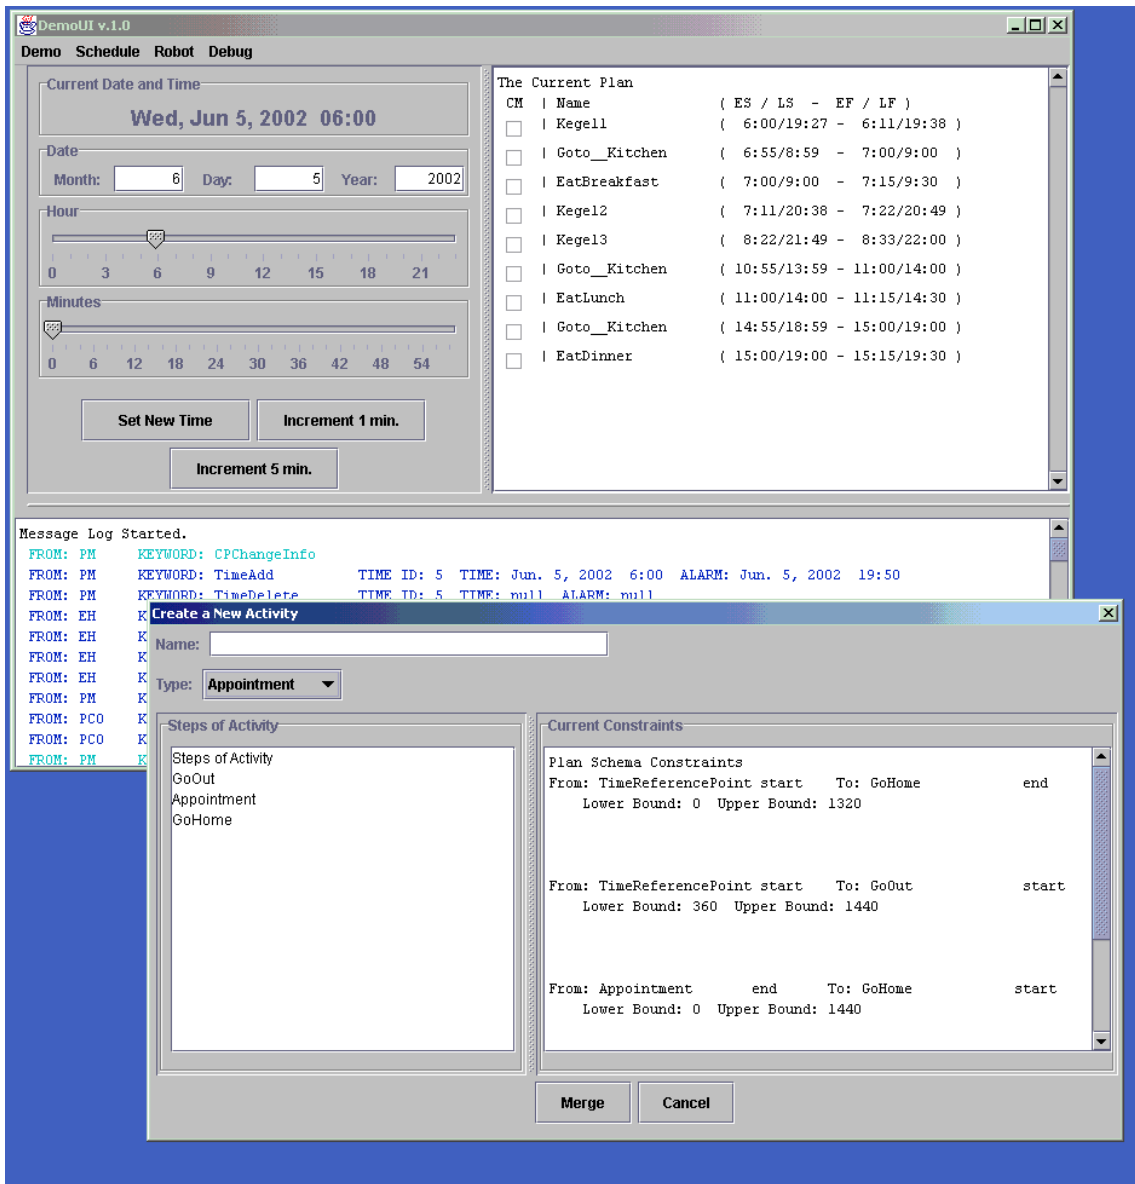 DemoUI v.1.0
Demo Schedule Robot Debug
Current Date and Time
Wed, Jun 5, 2002 06:00
Date
Month: 6 Day: 5 Year: 2002
Hour
0 3 6 9 12 15 18 21
Minutes
0 6 12 18 24 30 36 42 48 54
Set New Time Increment 1 min.
Increment 5 min.
The Current Plan
CM | Name ( ES / LS - EF / LF )
| Kegel1 ( 6:00/19:27 - 6:11/19:38 )
| Goto__Kitchen ( 6:55/8:59 - 7:00/9:00 )
| EatBreakfast ( 7:00/9:00 - 7:15/9:30 )
| Kegel2 ( 7:11/20:38 - 7:22/20:49 )
| Kegel3 ( 8:22/21:49 - 8:33/22:00 )
| Goto__Kitchen ( 10:55/13:59 - 11:00/14:00 )
| EatLunch ( 11:00/14:00 - 11:15/14:30 )
| Goto__Kitchen ( 14:55/18:59 - 15:00/19:00 )
| EatDinner ( 15:00/19:00 - 15:15/19:30 )
Message Log Started.
FROM: PM KEYWORD: CPChangeInfo
FROM: PM KEYWORD: TimeAdd TIME ID: 5 TIME: Jun. 5, 2002 6:00 ALARM: Jun. 5, 2002 19:50
FROM: PM KEYWORD: TimeDelete TIME ID: 5 TIME: null ALARM: null
FROM: EH K
FROM: EH K
FROM: EH K
FROM: EH K
FROM: PM K
FROM: PCO K
FROM: PCO K
FROM: PM K
Create a New Activity
Name:
Type: Appointment
Steps of Activity
Steps of Activity
GoOut
Appointment
GoHome
Current Constraints
Plan Schema Constraints
From: TimeReferencePoint start To: GoHome end
Lower Bound: 0 Upper Bound: 1320
From: TimeReferencePoint start To: GoOut start
Lower Bound: 360 Upper Bound: 1440
From: Appointment end To: GoHome start
Lower Bound: 0 Upper Bound: 1440
Merge Cancel